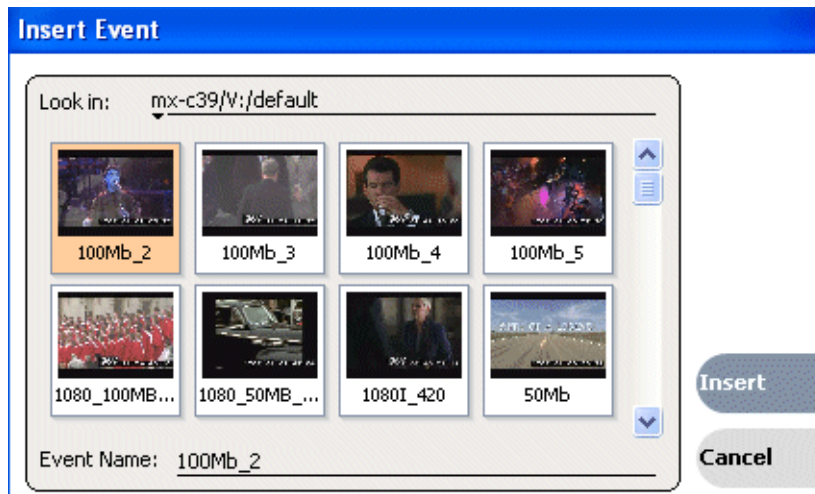 Insert Event
Look in: mx-c39/V:/default
100Mb_2 100Mb_3 100Mb_4 100Mb_5
1080_100MB... 1080_50MB_... 1080I_420 50Mb
Insert
Event Name: 100Mb_2
Cancel